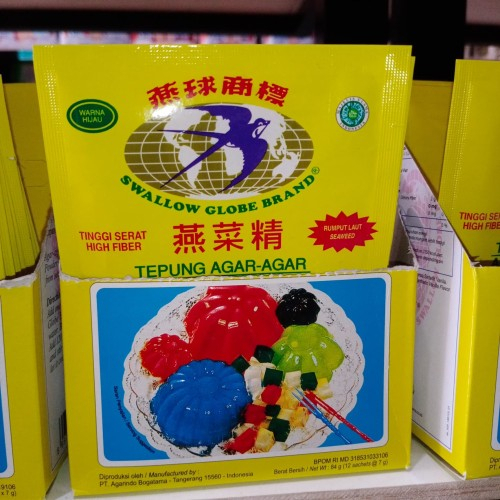 燕球商標
WARNA
HIJAU
SWALLOW GLOBE BRAND®
TINGGI SERAT
HIGH FIBER
燕菜精
RUMPUT LAUT
SEAWEED
TEPUNG AGAR-AGAR
Diproduksi oleh / Manufactured by :
PT. Agarindo Bogatama - Tangerang 15560 - Indonesia
BPOM RI MD 318531033106
Berat Bersih / Net Wt : 84 g (12 sachets @ 7 g)
TINGGI SERAT
HIGH FIBER